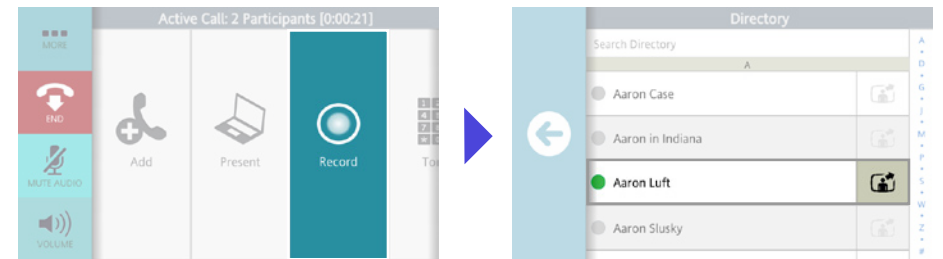 Active Call: 2 Participants [0:00:21]
MORE
END
MUTE AUDIO
VOLUME
Add
Present
Record
To
Directory
Search Directory
A
Aaron Case
Aaron in Indiana
Aaron Luft
Aaron Slusky
A
D
G
J
M
P
S
W
Z
#